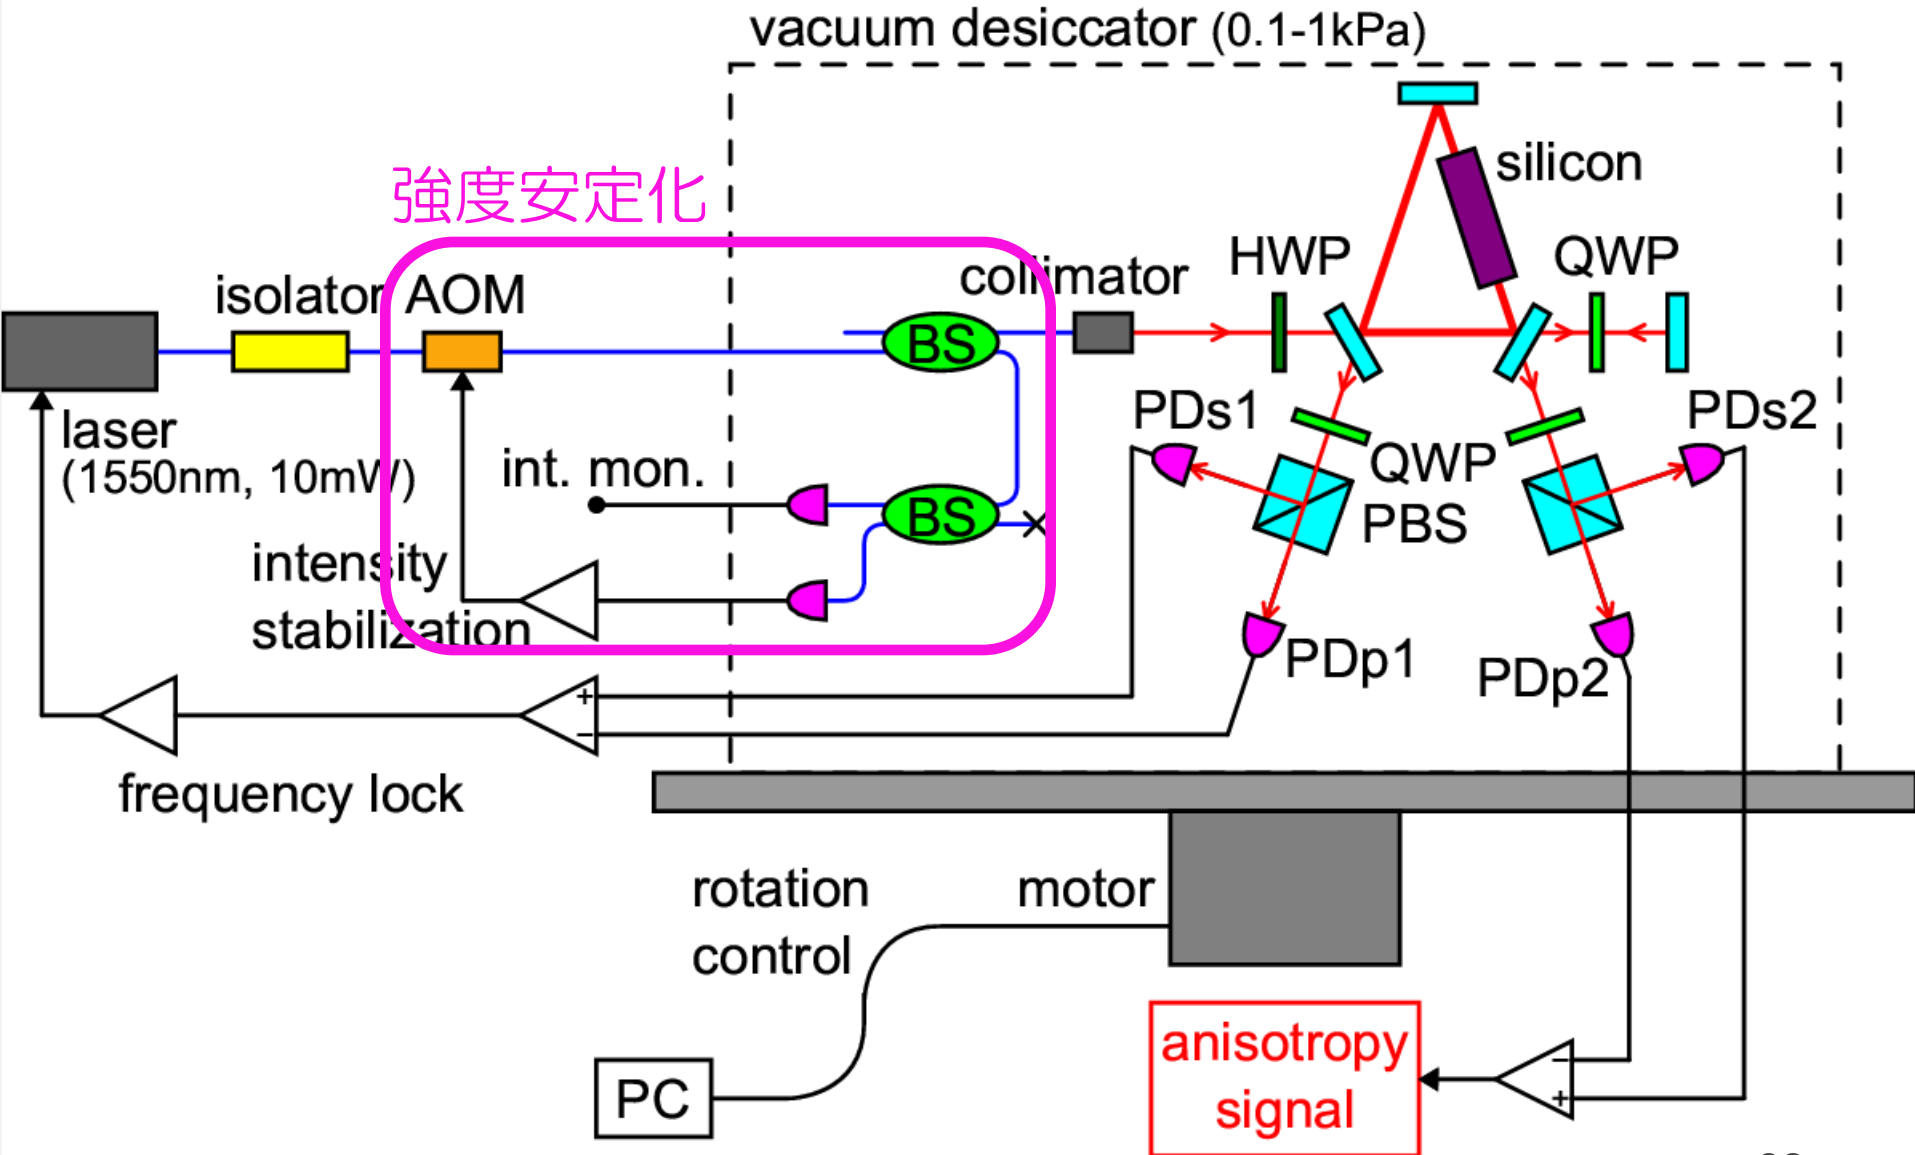 vacuum desiccator (0.1-1kPa)
強度安定化
silicon
HWP
QWP
collimator
isolator
AOM
BS
laser
(1550nm, 10mW)
PDs1
PDs2
int. mon.
QWP
BS
PBS
intensity
stabilization
PDp1
PDp2
+
−
frequency lock
rotation
control
motor
anisotropy
signal
−
+
PC